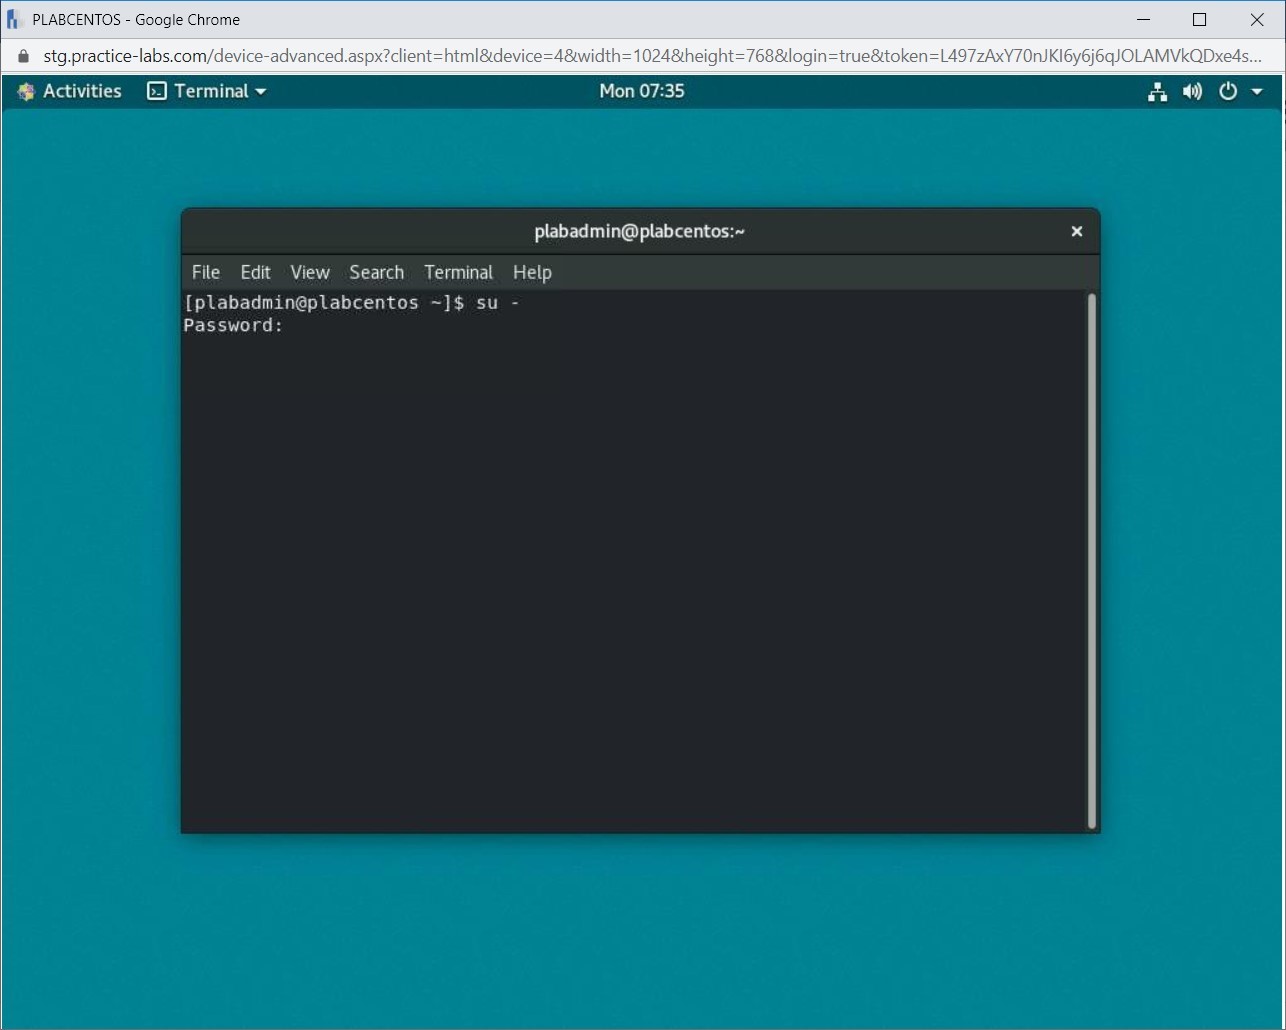 PLABCENTOS - Google Chrome
stg.practice-labs.com/device-advanced.aspx?client=html&device=4&width=1024&height=768&login=true&token=L497zAxY70nJKI6y6j6qJOLAMVkQDxe4s...
Activities Terminal Mon 07:35
plabadmin@plabcentos:~
File Edit View Search Terminal Help
[plabadmin@plabcentos ~]$ su -
Password: